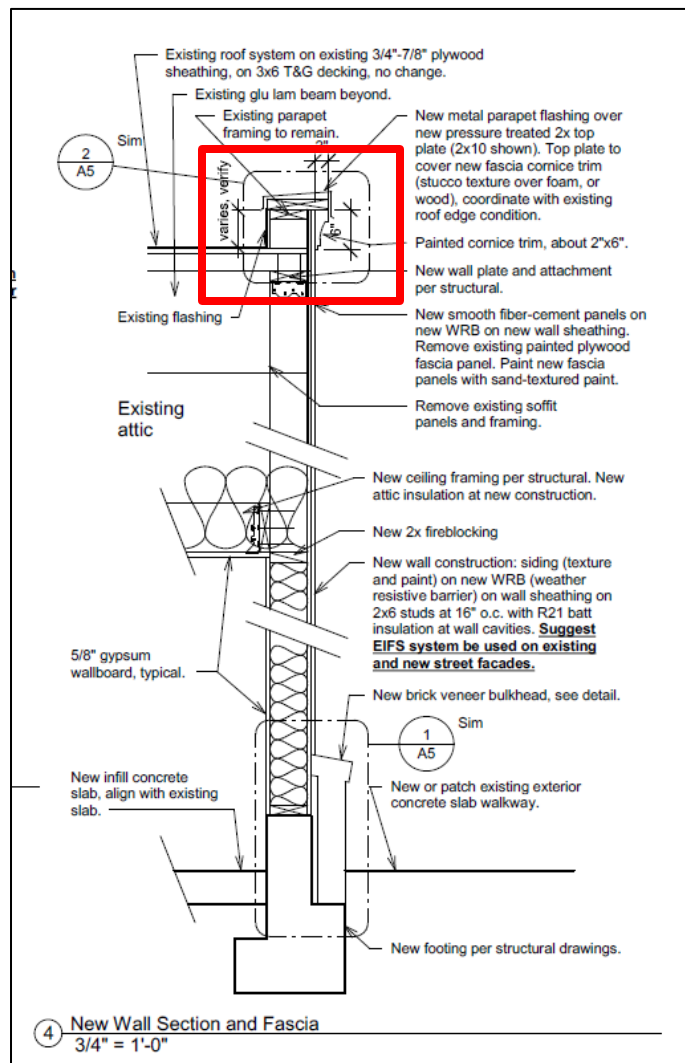 Existing roof system on existing 3/4"-7/8" plywood
sheathing, on 3x6 T&G decking, no change.
Existing glu lam beam beyond.
Existing parapet
framing to remain.
New metal parapet flashing over
new pressure treated 2x top
plate (2x10 shown). Top plate to
cover new fascia cornice trim
(stucco texture over foam, or
wood), coordinate with existing
roof edge condition.
Sim
2
A5
2"
varies, verify
6"
Painted cornice trim, about 2"x6".
New wall plate and attachment
per structural.
Existing flashing
New smooth fiber-cement panels on
new WRB on new wall sheathing.
Remove existing painted plywood
fascia panel. Paint new fascia
panels with sand-textured paint.
Existing
attic
Remove existing soffit
panels and framing.
New ceiling framing per structural. New
attic insulation at new construction.
New 2x fireblocking
New wall construction: siding (texture
and paint) on new WRB (weather
resistive barrier) on wall sheathing on
2x6 studs at 16" o.c. with R21 batt
insulation at wall cavities. Suggest
EIFS system be used on existing
and new street facades.
5/8" gypsum
wallboard, typical.
New brick veneer bulkhead, see detail.
1
A5
Sim
New infill concrete
slab, align with existing
slab.
New or patch existing exterior
concrete slab walkway.
New footing per structural drawings.
4
New Wall Section and Fascia
3/4" = 1'-0"